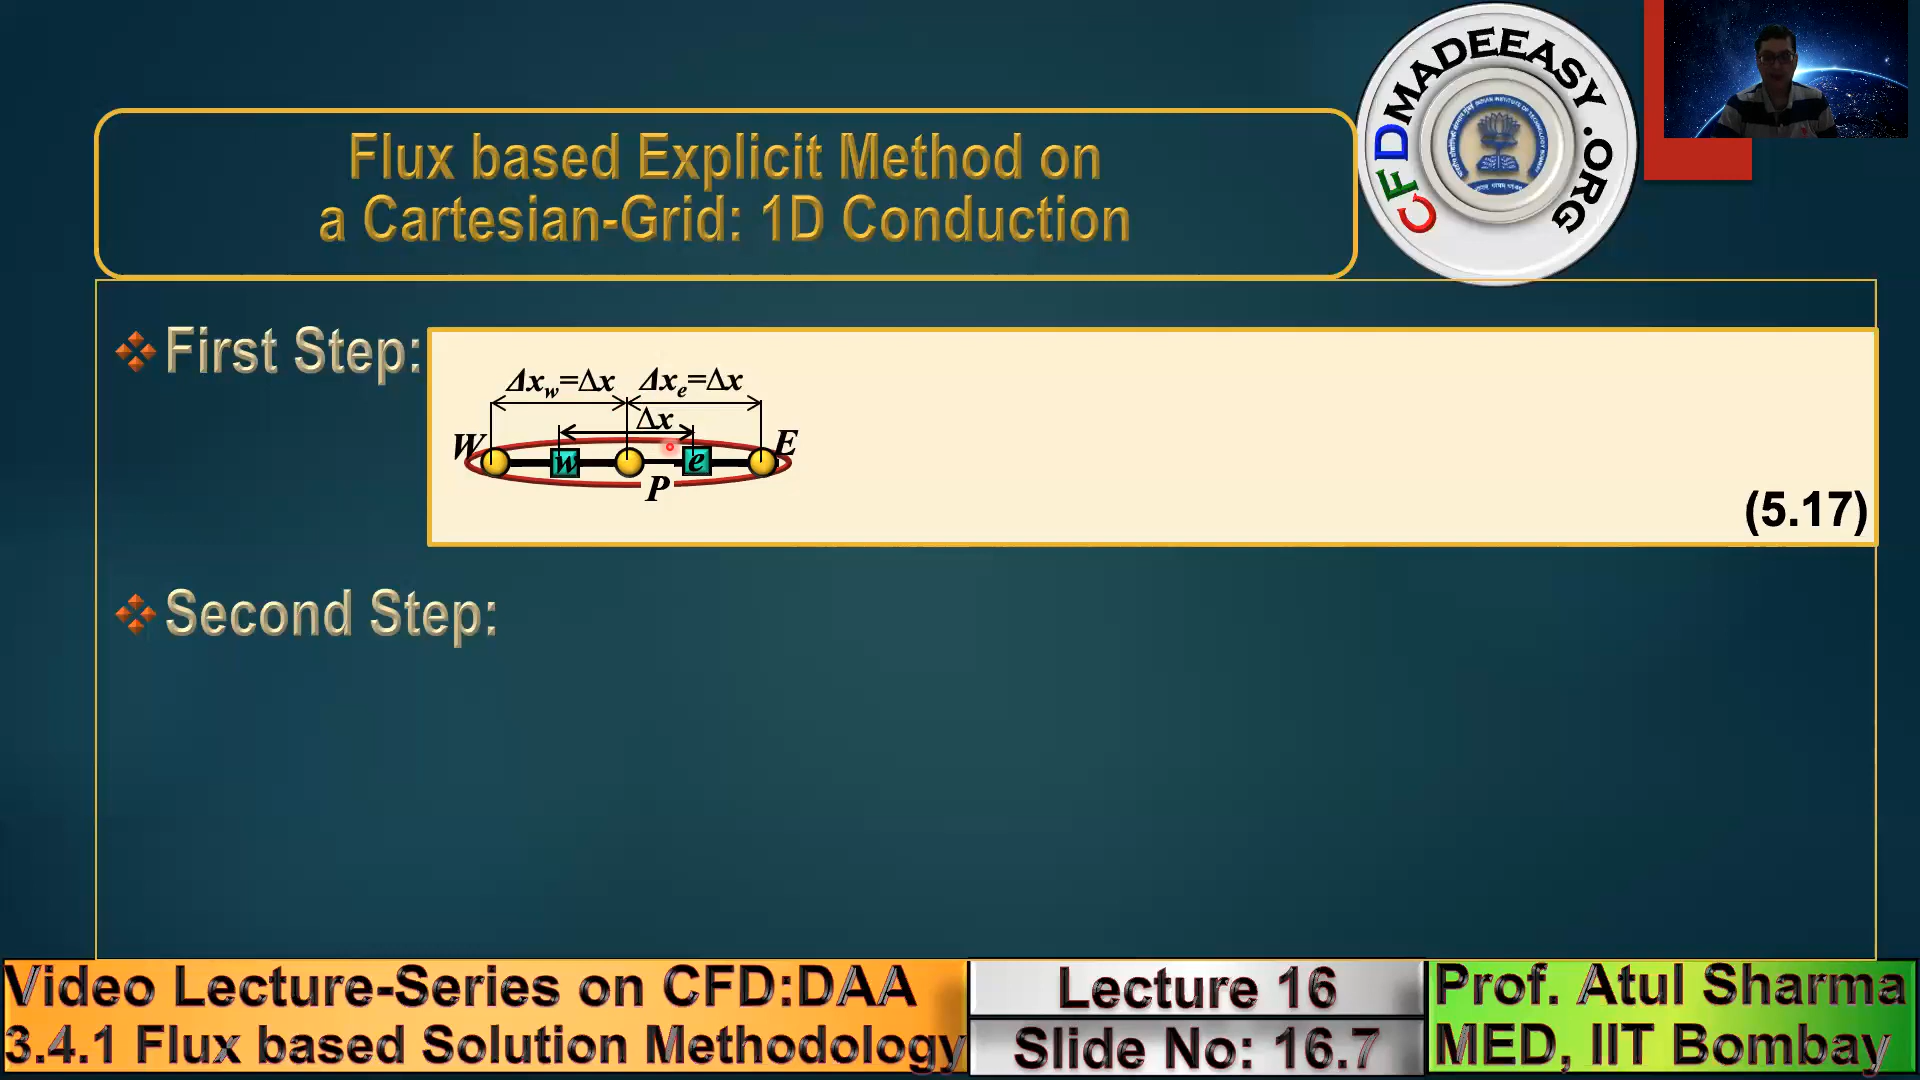 Flux based Explicit Method on
a Cartesian-Grid: 1D Conduction
CFDMADEEASY.ORG
First Step:
Δx_w=Δx Δx_e=Δx
Δx
W w P e E
(5.17)
Second Step:
Video Lecture-Series on CFD:DAA
3.4.1 Flux based Solution Methodology
Lecture 16
Slide No: 16.7
Prof. Atul Sharma
MED, IIT Bombay